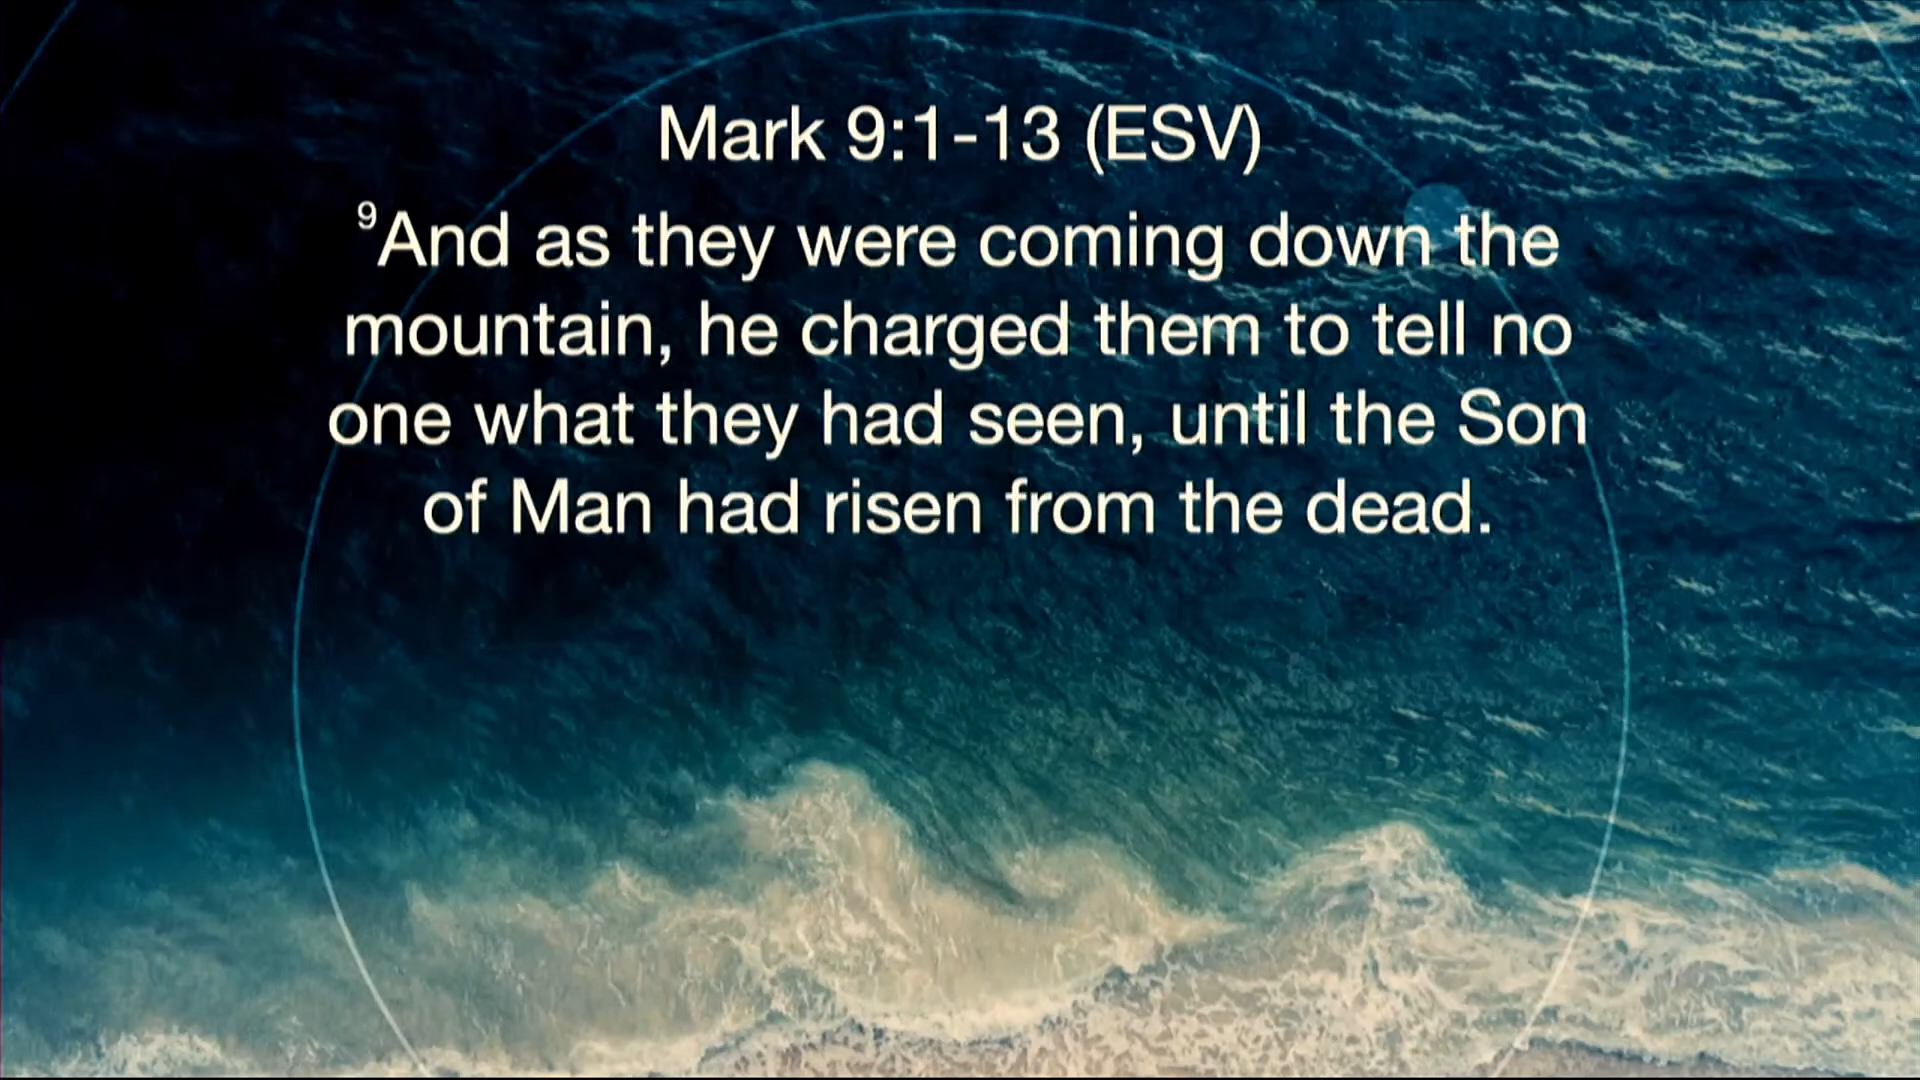 Mark 9:1-13 (ESV)
⁹And as they were coming down the
mountain, he charged them to tell no
one what they had seen, until the Son
of Man had risen from the dead.